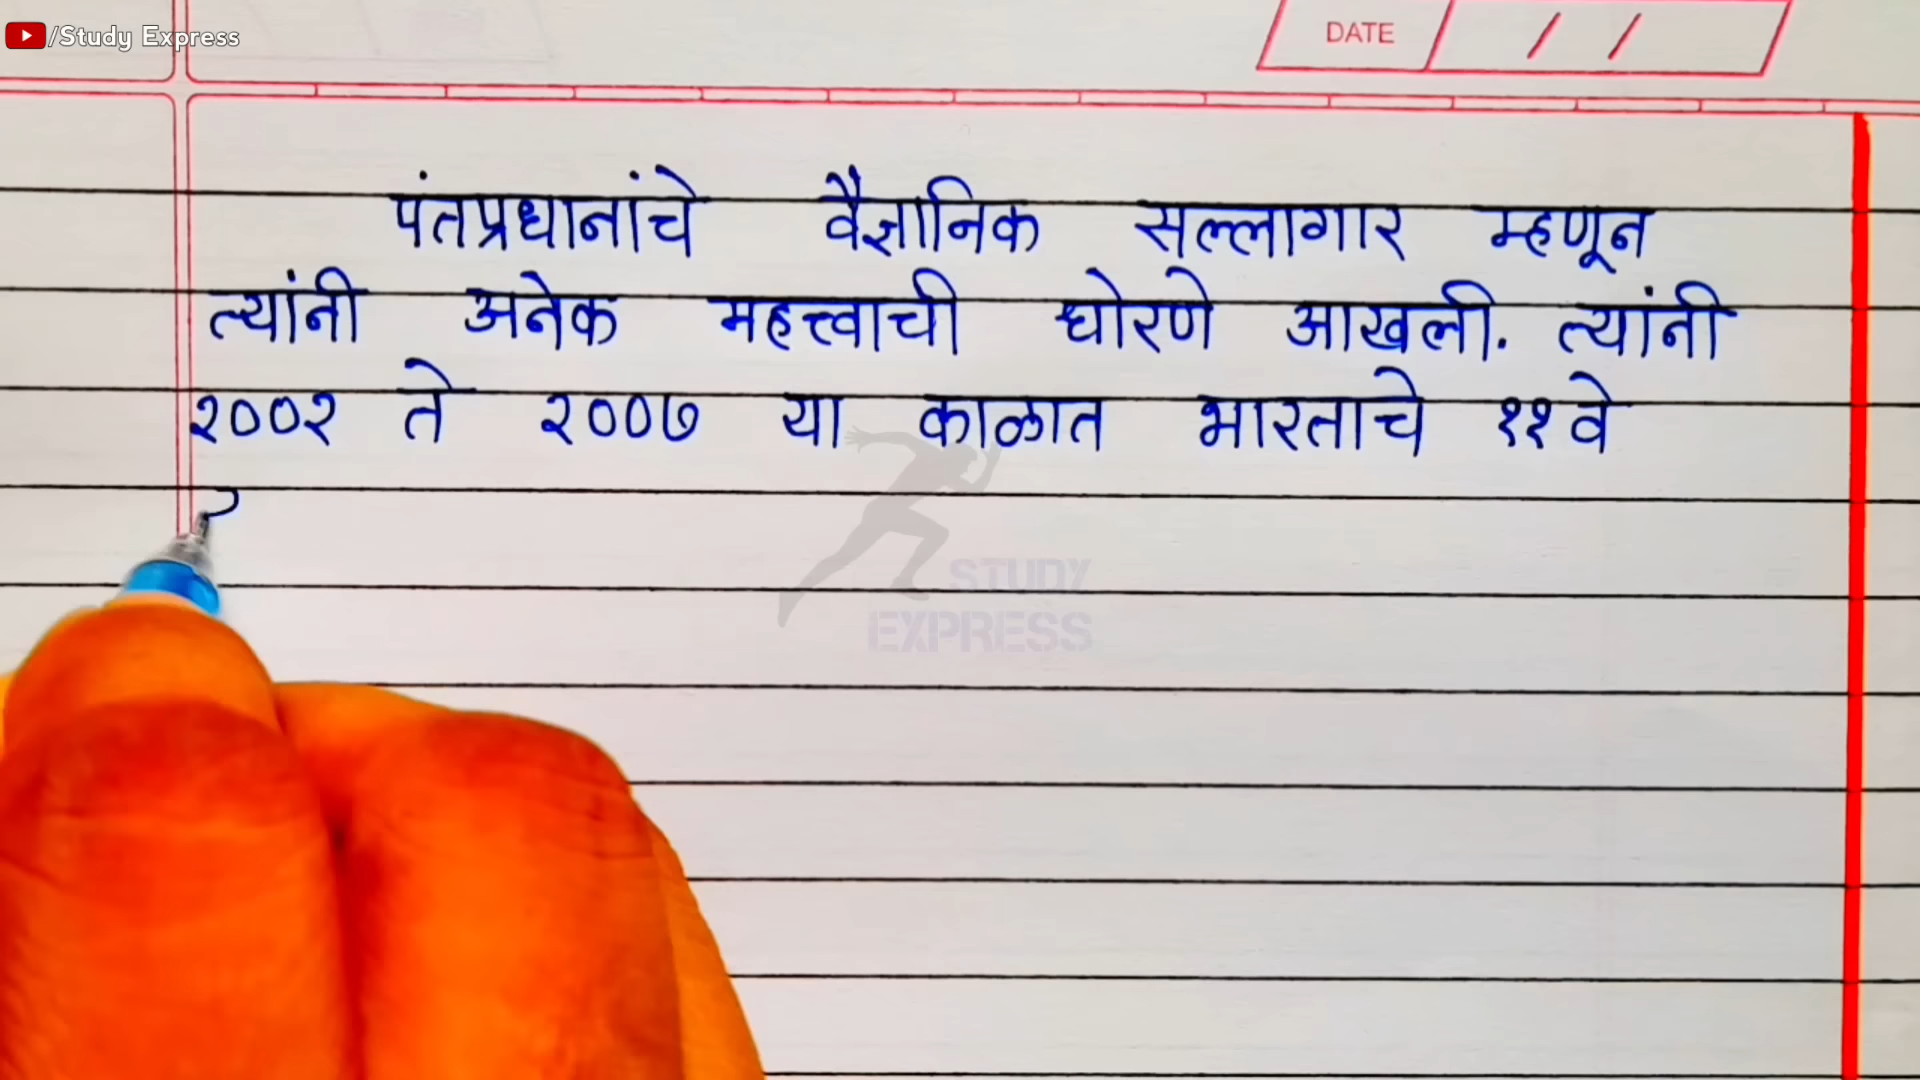 /Study Express
DATE / /
पंतप्रधानांचे वैज्ञानिक सल्लागार म्हणून
त्यांनी अनेक महत्त्वाची धोरणे आखली. त्यांनी
२००२ ते २००७ या काळात भारताचे ११वे
STUDY
EXPRESS